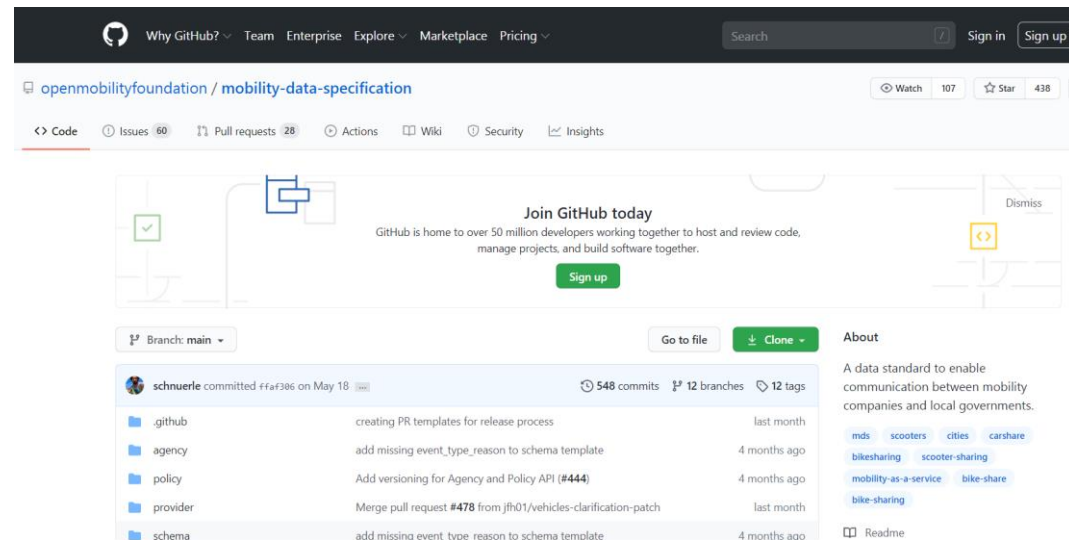 Why GitHub? Team Enterprise Explore Marketplace Pricing Search / Sign in Sign up
openmobilityfoundation / mobility-data-specification Watch 107 Star 438
<> Code Issues 60 Pull requests 28 Actions Wiki Security Insights
Join GitHub today
Dismiss
GitHub is home to over 50 million developers working together to host and review code,
manage projects, and build software together.
Sign up
Branch: main Go to file Clone
schnuerle committed ffaf306 on May 18 ... 548 commits 12 branches 12 tags
.github creating PR templates for release process last month
agency add missing event_type_reason to schema template 4 months ago
policy Add versioning for Agency and Policy API (#444) 4 months ago
provider Merge pull request #478 from jfh01/vehicles-clarification-patch last month
schema add missing event_type_reason to schema template 4 months ago
About
A data standard to enable
communication between mobility
companies and local governments.
mds scooters cities carshare
bikesharing scooter-sharing
mobility-as-a-service bike-share
bike-sharing
Readme